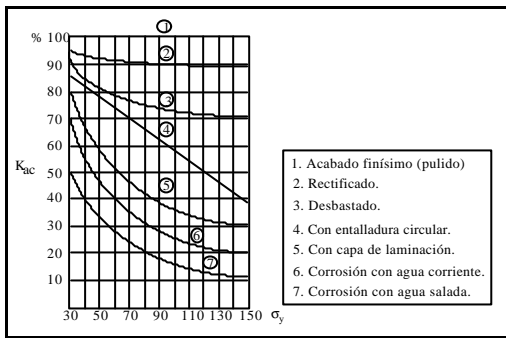 1
% 100
90
80
70
60
50
40
30
20
10
K ac
2
3
4
5
6
7
30 50 70 90 110 130 150 σy
1. Acabado finísimo (pulido)
2. Rectificado.
3. Desbastado.
4. Con entalladura circular.
5. Con capa de laminación.
6. Corrosión con agua corriente.
7. Corrosión con agua salada.